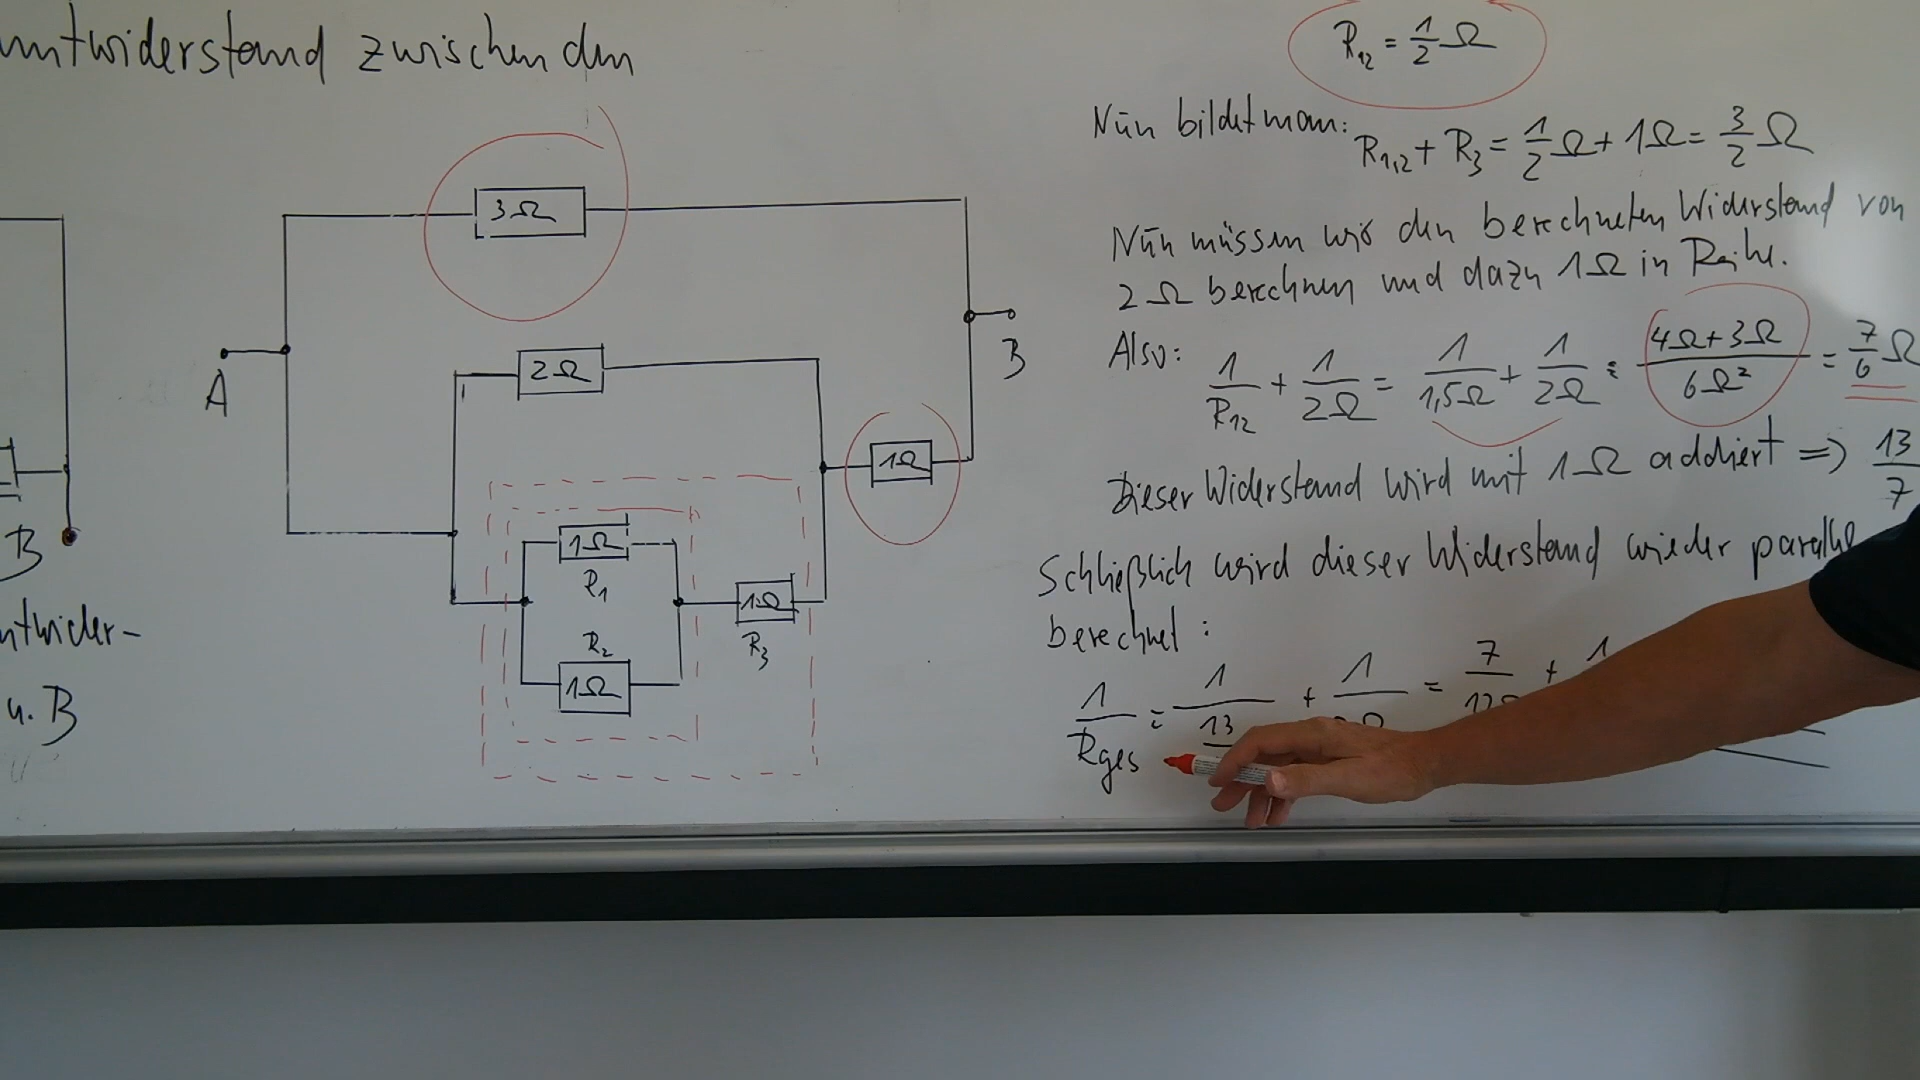 zwischen den
3Ω
A
2Ω
B
1Ω
1Ω
R₁
1Ω
R₃
R₂
1Ω
B
u. B
R₁₂ = 1/2 Ω
Nun bildet man: R₁,₂ + R₃ = 1/2 Ω + 1Ω = 3/2 Ω
Nun müssen wir den berechneten Widerstand von
2Ω berechnen und dazu 1Ω in Reihe.
Also: 1/R₁₂ + 1/2Ω = 1/1,5Ω + 1/2Ω = (4Ω+3Ω)/6Ω² = 7/6 Ω
Dieser Widerstand wird mit 1Ω addiert => 13/7
Schließlich wird dieser Widerstand wieder
berechnet:
1/Rges = 1/13 + 1/ = 7/ + 1/